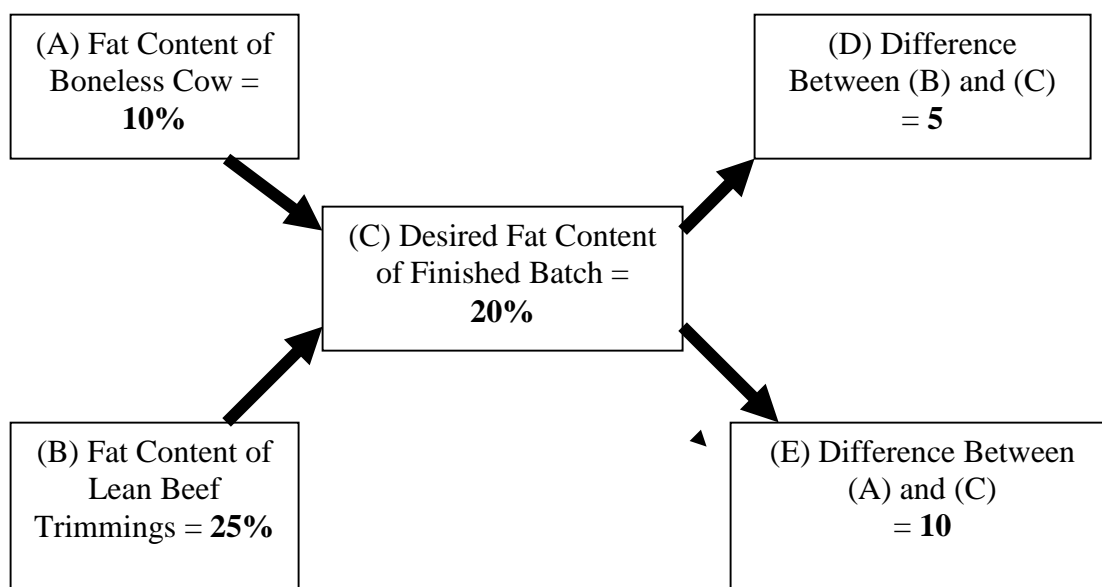 (A) Fat Content of
Boneless Cow =
10%
(D) Difference
Between (B) and (C)
= 5
(C) Desired Fat Content
of Finished Batch =
20%
(B) Fat Content of
Lean Beef
Trimmings = 25%
(E) Difference Between
(A) and (C)
= 10